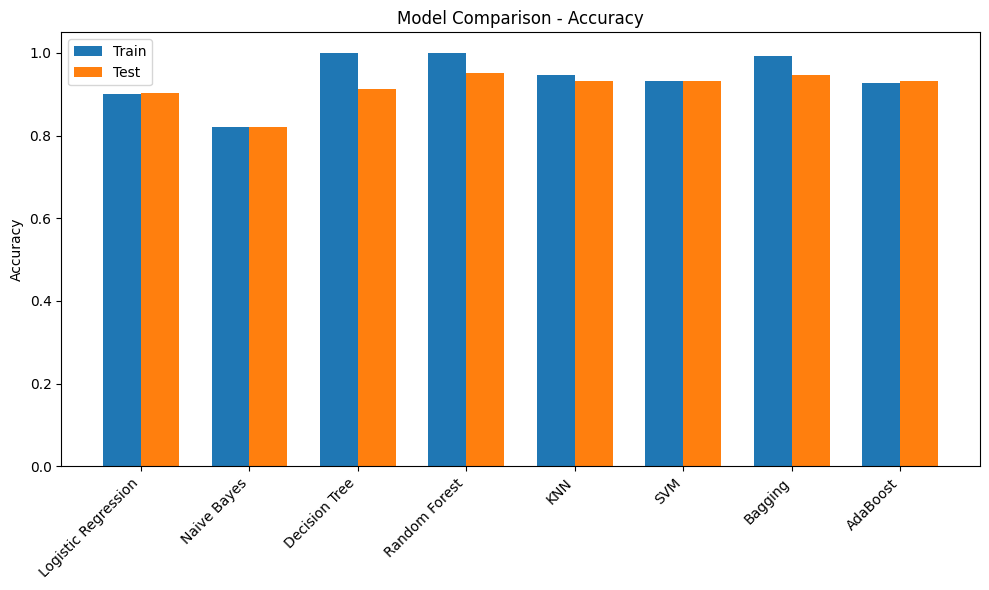 Model Comparison - Accuracy
Train
Test
Accuracy
1.0
0.8
0.6
0.4
0.2
0.0
Logistic Regression
Naive Bayes
Decision Tree
Random Forest
KNN
SVM
Bagging
AdaBoost